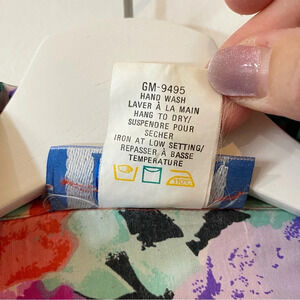 GM-9495
HAND WASH
LAVER À LA MAIN
HANG TO DRY/
SUSPENDRE POUR
SECHER
IRON AT LOW SETTING/
REPASSER À BASSE
TEMPERATURE
110°C